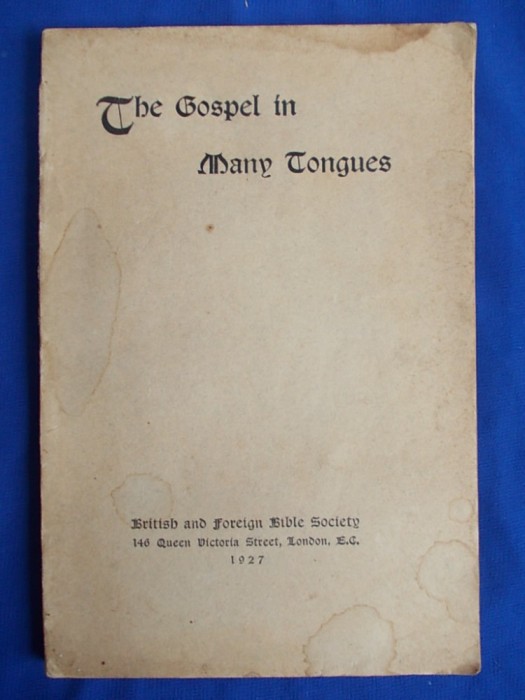 The Gospel in
Many Tongues
British and Foreign Bible Society
146 Queen Victoria Street, London, E.C.
1927